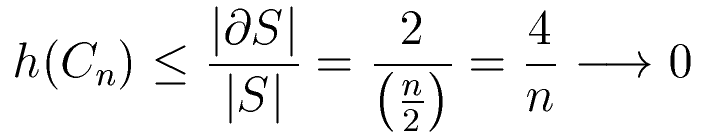 h(C_n) ≤ |∂S| / |S| = 2 / (n/2) = 4/n ⟶ 0